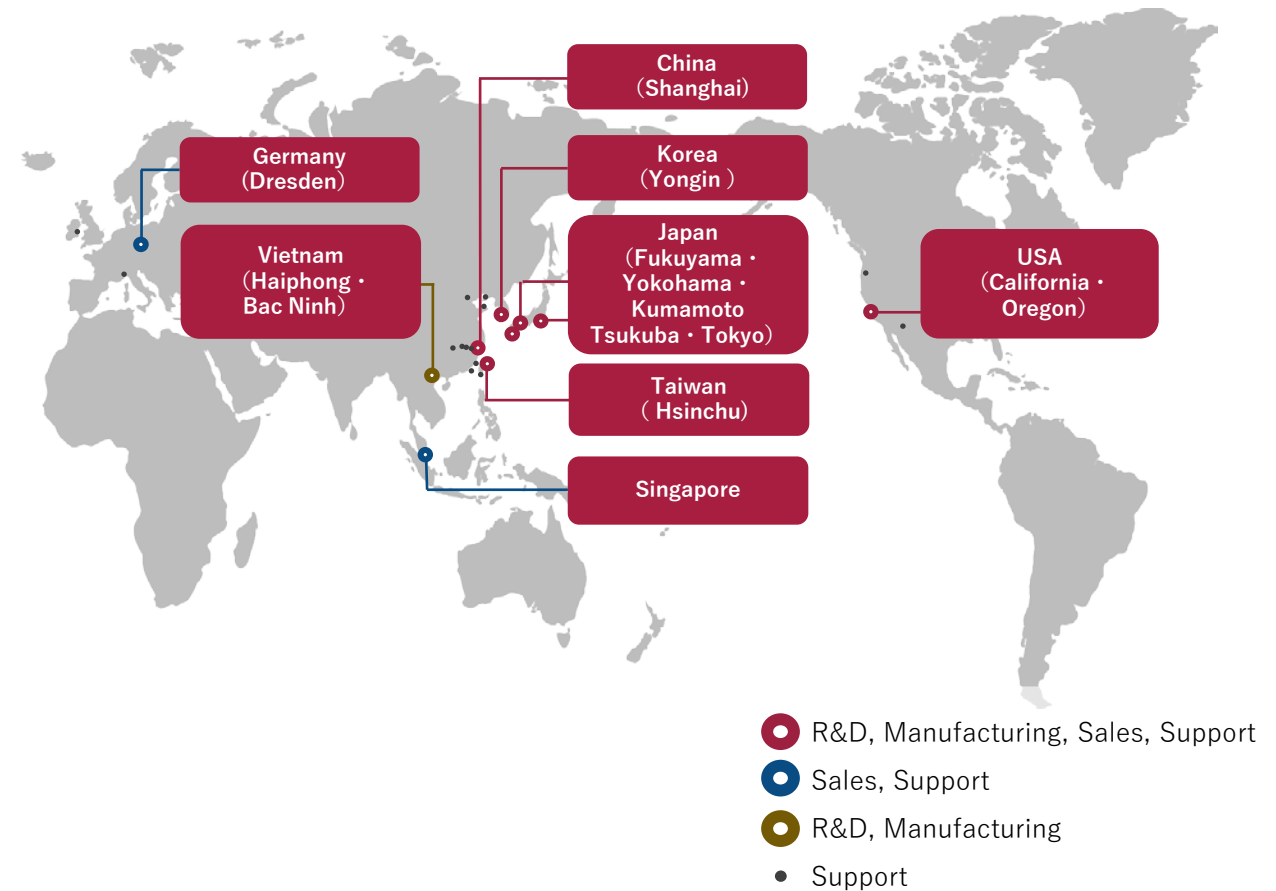 China
（Shanghai)
Germany
(Dresden）
Korea
(Yongin ）
Vietnam
（Haiphong・
Bac Ninh）
Japan
（Fukuyama・
Yokohama・
Kumamoto
Tsukuba・Tokyo）
USA
（California・
Oregon）
Taiwan
（ Hsinchu)
Singapore
R&D, Manufacturing, Sales, Support
Sales, Support
R&D, Manufacturing
Support